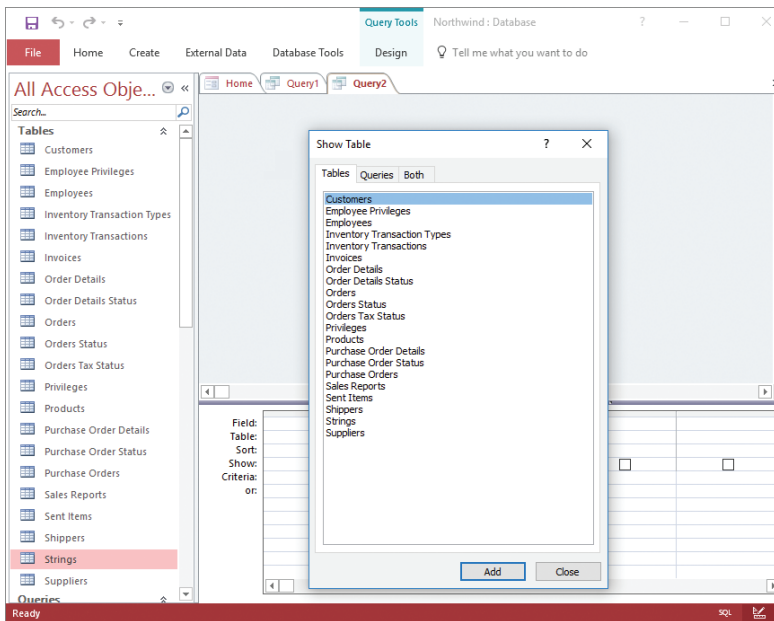 Query Tools Northwind : Database ?
File Home Create External Data Database Tools Design Tell me what you want to do
All Access Obje... «
Search...
Tables
Customers
Employee Privileges
Employees
Inventory Transaction Types
Inventory Transactions
Invoices
Order Details
Order Details Status
Orders
Orders Status
Orders Tax Status
Privileges
Products
Purchase Order Details
Purchase Order Status
Purchase Orders
Sales Reports
Sent Items
Shippers
Strings
Suppliers
Queries
Home Query1 Query2
Show Table ?
Tables Queries Both
Customers
Employee Privileges
Employees
Inventory Transaction Types
Inventory Transactions
Invoices
Order Details
Order Details Status
Orders
Orders Status
Orders Tax Status
Privileges
Products
Purchase Order Details
Purchase Order Status
Purchase Orders
Sales Reports
Sent Items
Shippers
Strings
Suppliers
Add Close
Field:
Table:
Sort:
Show:
Criteria:
or:
Ready SQL